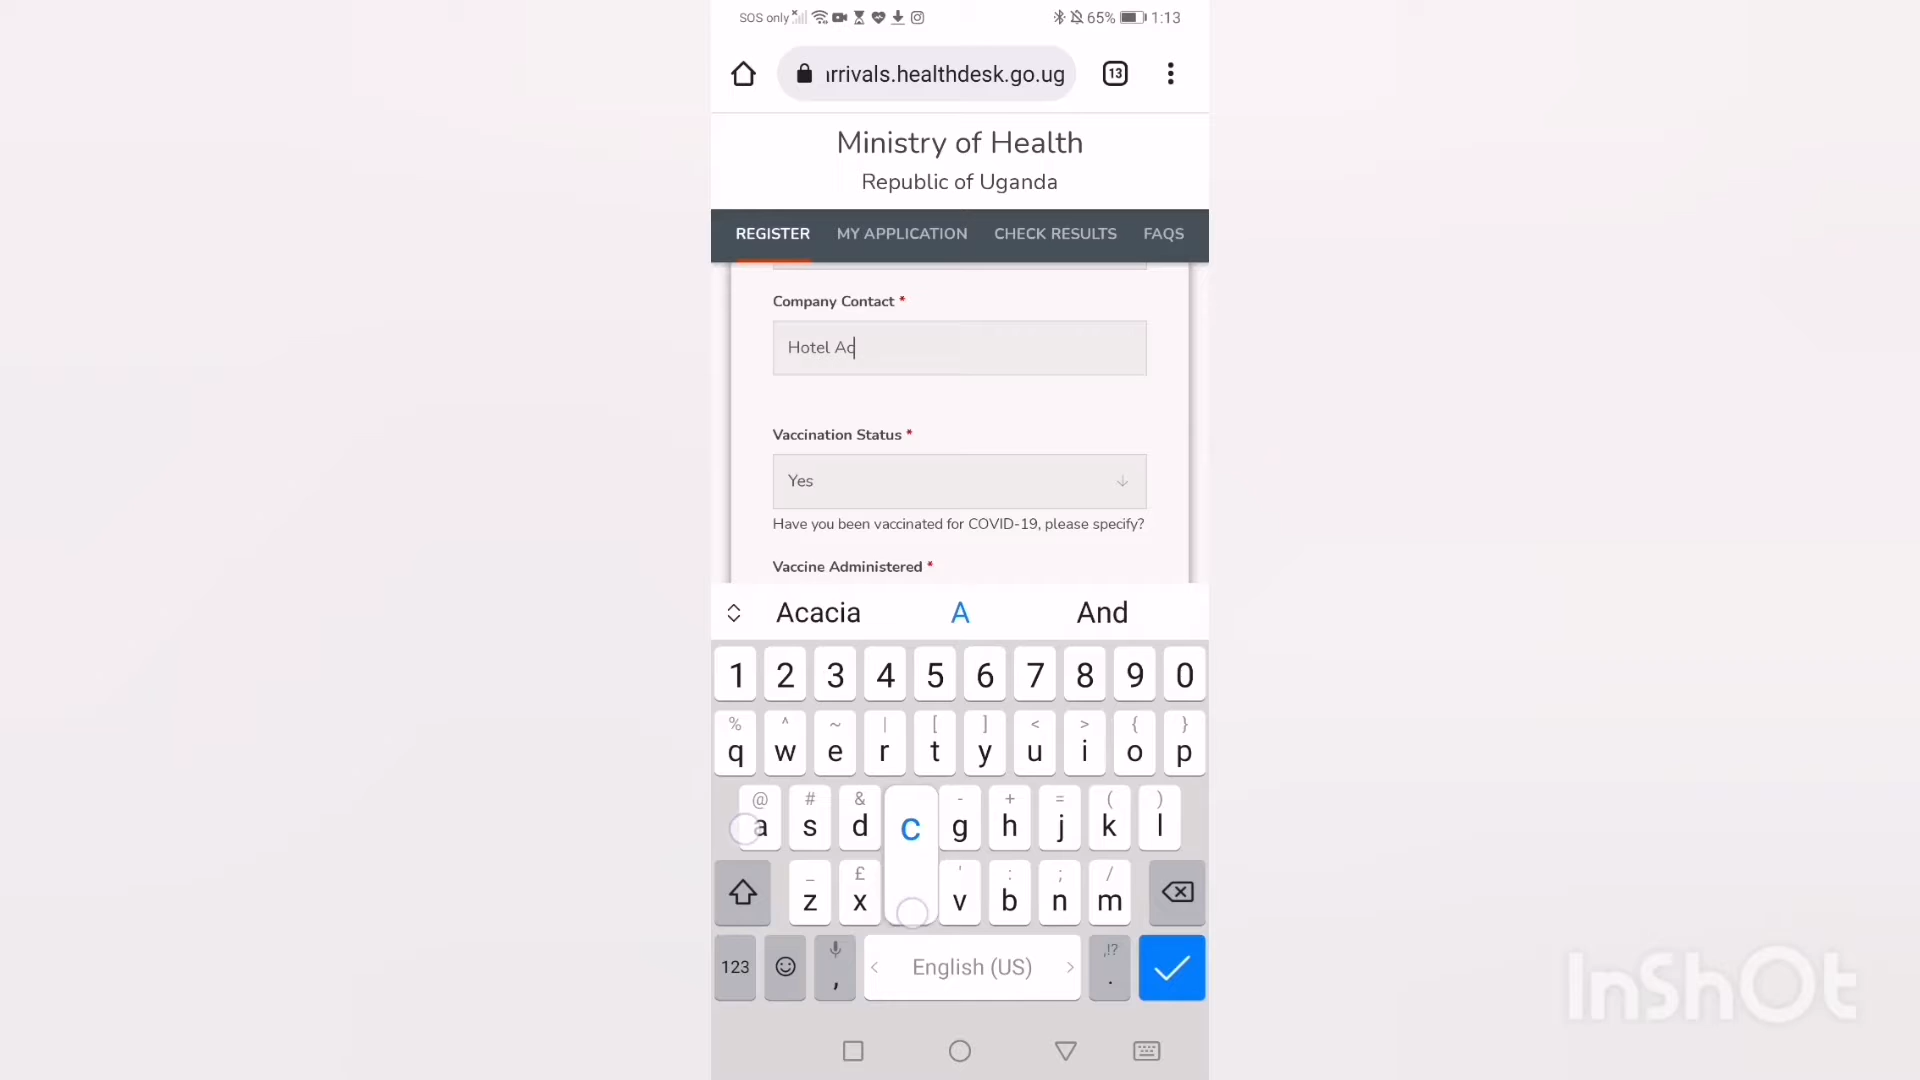 SOS only 65% 1:13
rrivals.healthdesk.go.ug 13
Ministry of Health
Republic of Uganda
REGISTER MY APPLICATION CHECK RESULTS FAQS
Company Contact *
Hotel Ac
Vaccination Status *
Yes
Have you been vaccinated for COVID-19, please specify?
Vaccine Administered *
Acacia A And
1 2 3 4 5 6 7 8 9 0
% ^ ~ | [ ] < > { }
q w e r t y u i o p
@ # & - + = ( )
a s d c g h j k l
_ £ ' : ; /
z x v b n m
123 , < English (US) > ,!? .
InShOt